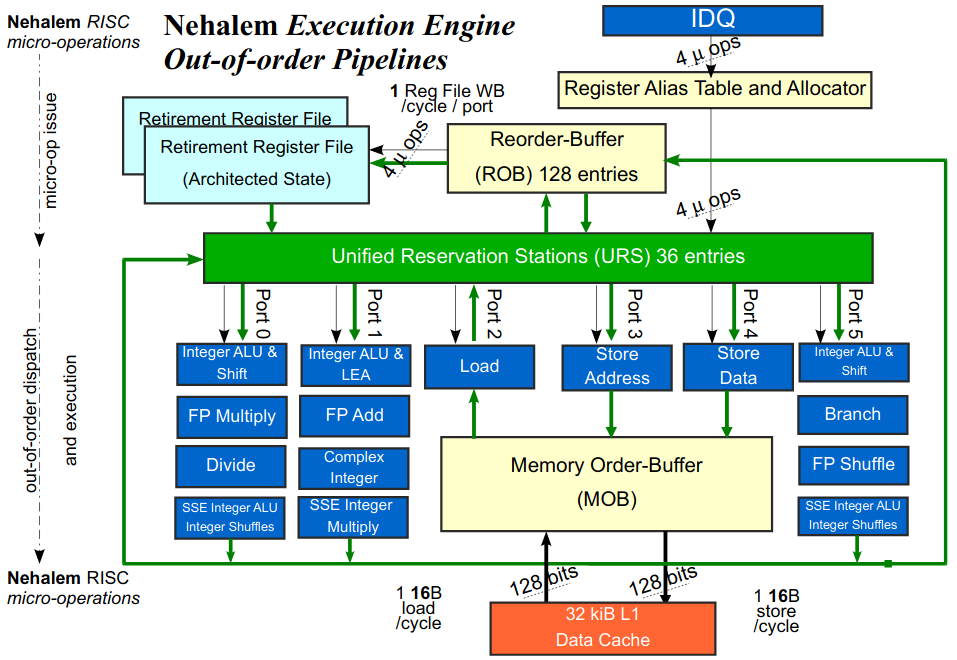 Nehalem RISC
micro-operations
Nehalem Execution Engine
Out-of-order Pipelines
IDQ
4 μ ops
Register Alias Table and Allocator
1 Reg File WB
/cycle / port
Retirement Register File
Retirement Register File
(Architected State)
4 μ ops
Reorder-Buffer
(ROB) 128 entries
4 μ ops
micro-op issue
Unified Reservation Stations (URS) 36 entries
Port 0
Port 1
Port 2
Port 3
Port 4
Port 5
Integer ALU &
Shift
FP Multiply
Divide
SSE Integer ALU
Integer Shuffles
Integer ALU &
LEA
FP Add
Complex
Integer
SSE Integer
Multiply
Load
Store
Address
Store
Data
Integer ALU &
Shift
Branch
FP Shuffle
SSE Integer ALU
Integer Shuffles
Memory Order-Buffer
(MOB)
out-of-order dispatch
and execution
Nehalem RISC
micro-operations
1 16B
load
/cycle
128 bits
128 bits
1 16B
store
/cycle
32 kiB L1
Data Cache